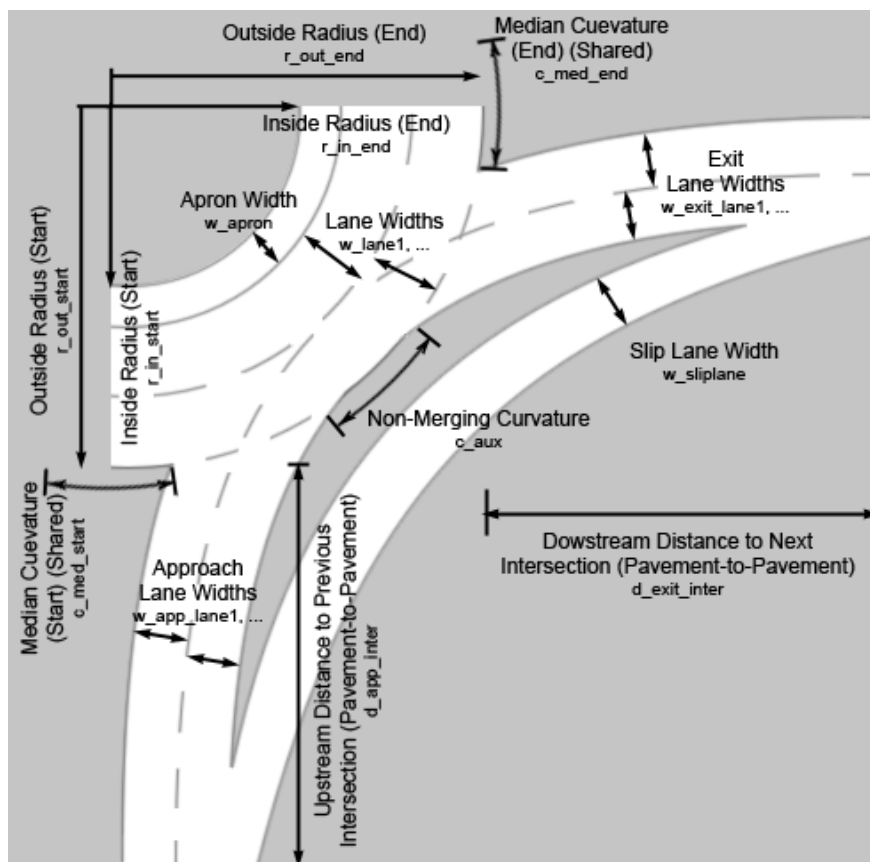 Outside Radius (End)
r_out_end
Median Cuevature
(End) (Shared)
c_med_end
Inside Radius (End)
r_in_end
Exit
Lane Widths
w_exit_lane1, ...
Apron Width
w_apron
Lane Widths
w_lane1, ...
Outside Radius (Start)
r_out_start
Inside Radius (Start)
r_in_start
Slip Lane Width
w_sliplane
Non-Merging Curvature
c_aux
Median Cuevature
(Start) (Shared)
c_med_start
Approach
Lane Widths
w_app_lane1, ...
Upstream Distance to Previous
Intersection (Pavement-to-Pavement)
d_app_inter
Dowstream Distance to Next
Intersection (Pavement-to-Pavement)
d_exit_inter